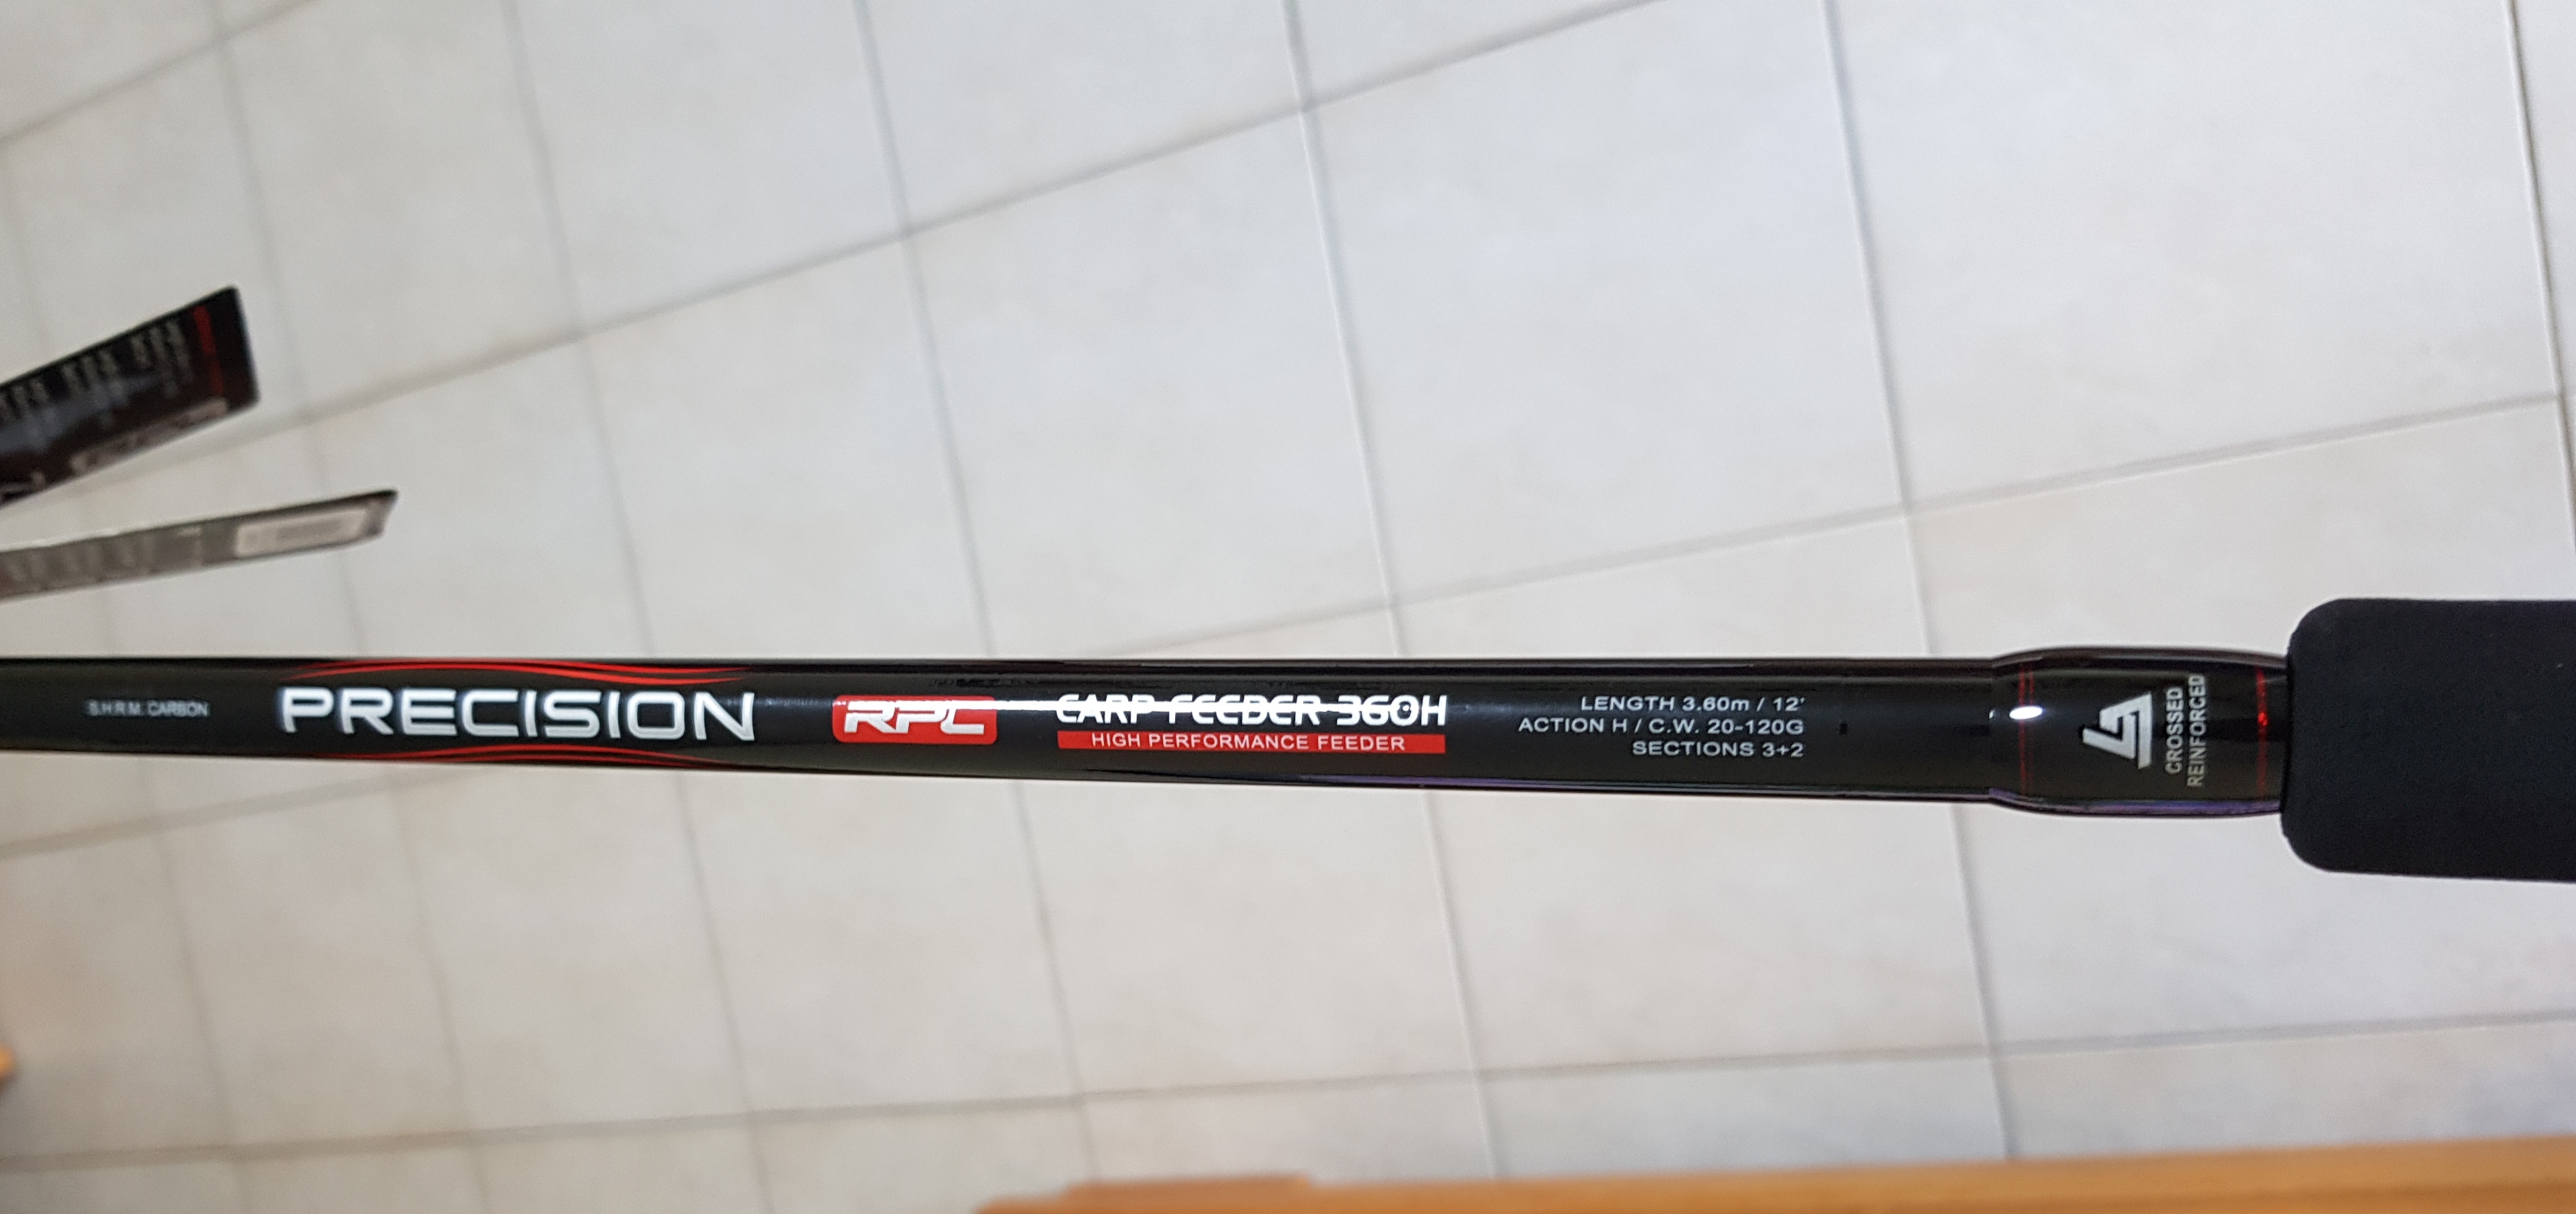 S.H.R.M. CARBON
PRECISION
RPL
CARP FEEDER 360H
HIGH PERFORMANCE FEEDER
LENGTH 3.60m / 12'
ACTION H / C.W. 20-120G
SECTIONS 3+2
CROSSED
REINFORCED